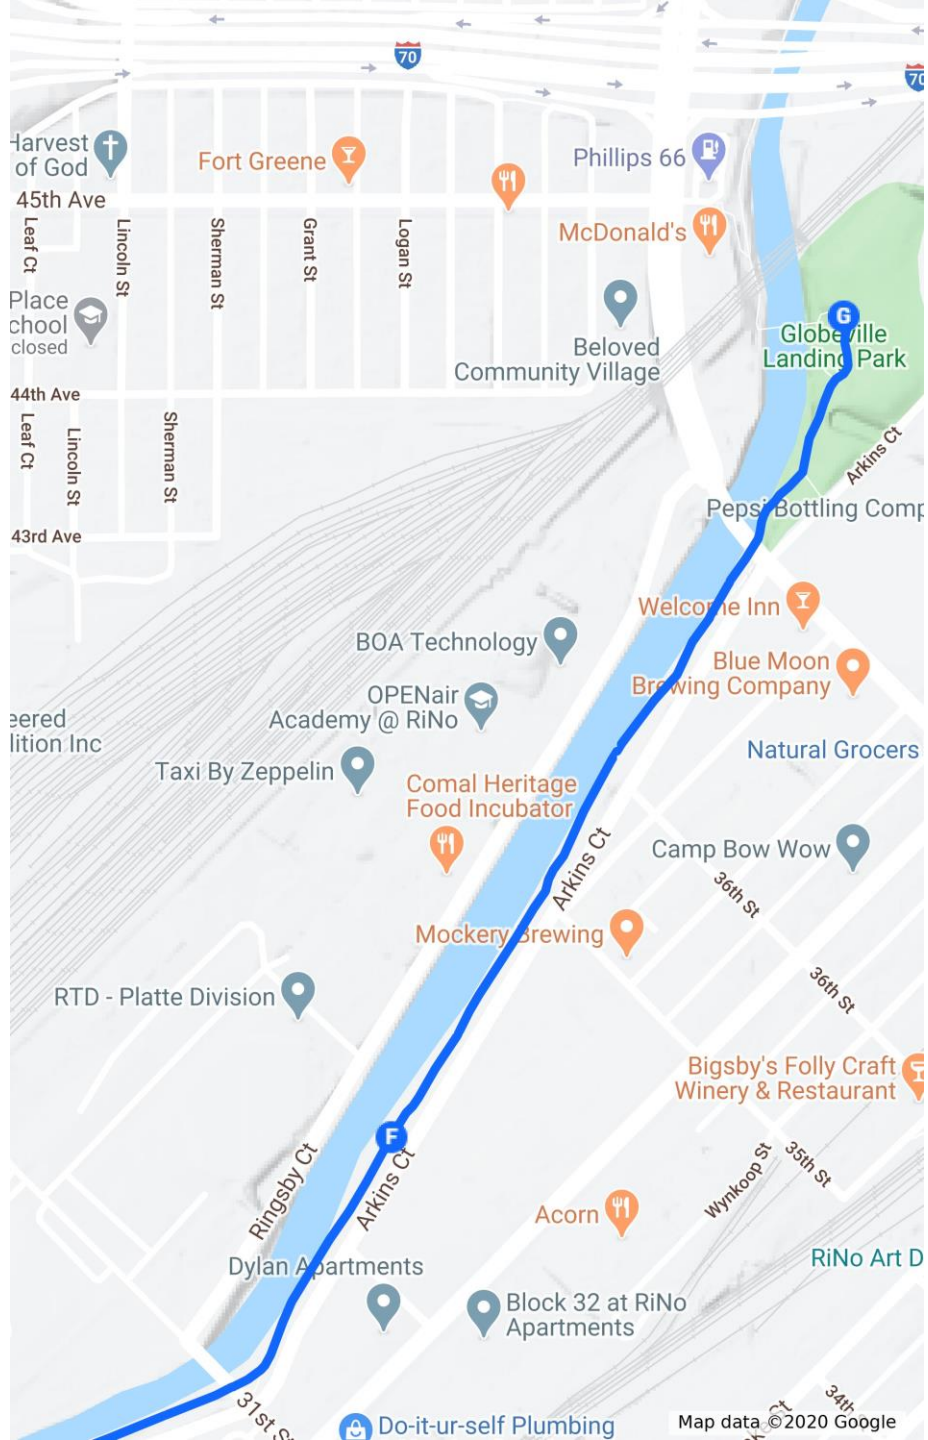 70
70
Harvest
of God
Fort Greene
Phillips 66
45th Ave
McDonald's
Leaf Ct
Lincoln St
Sherman St
Grant St
Logan St
Place
chool
closed
G
Globeville
Landing Park
Beloved
Community Village
44th Ave
Leaf Ct
Lincoln St
Sherman St
Arkins Ct
43rd Ave
Pepsi Bottling Comp
Welcome Inn
BOA Technology
Blue Moon
Brewing Company
OPENair
Academy @ RiNo
eered
lition Inc
Natural Grocers
Taxi By Zeppelin
Comal Heritage
Food Incubator
Arkins Ct
Camp Bow Wow
36th St
Mockery Brewing
36th St
RTD - Platte Division
Bigsby's Folly Craft
Winery & Restaurant
F
Ringsby Ct
Arkins Ct
Wynkoop St
35th St
Acorn
RiNo Art D
Dylan Apartments
Block 32 at RiNo
Apartments
31st S
34th
Do-it-ur-self Plumbing
Map data ©2020 Google